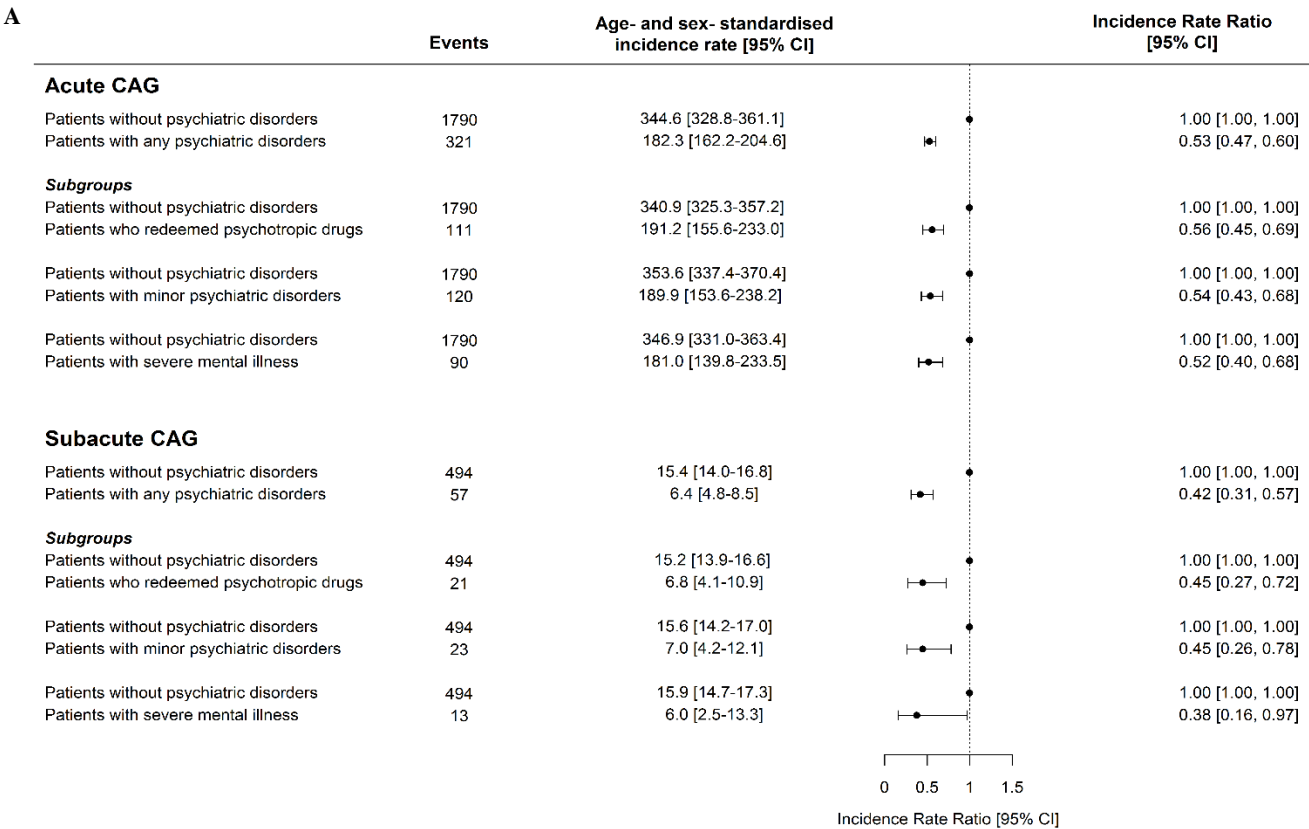 A
Events Age- and sex- standardised incidence rate [95% CI] Incidence Rate Ratio [95% CI]
Acute CAG
Patients without psychiatric disorders 1790 344.6 [328.8-361.1] 1.00 [1.00, 1.00]
Patients with any psychiatric disorders 321 182.3 [162.2-204.6] 0.53 [0.47, 0.60]
Subgroups
Patients without psychiatric disorders 1790 340.9 [325.3-357.2] 1.00 [1.00, 1.00]
Patients who redeemed psychotropic drugs 111 191.2 [155.6-233.0] 0.56 [0.45, 0.69]
Patients without psychiatric disorders 1790 353.6 [337.4-370.4] 1.00 [1.00, 1.00]
Patients with minor psychiatric disorders 120 189.9 [153.6-238.2] 0.54 [0.43, 0.68]
Patients without psychiatric disorders 1790 346.9 [331.0-363.4] 1.00 [1.00, 1.00]
Patients with severe mental illness 90 181.0 [139.8-233.5] 0.52 [0.40, 0.68]
Subacute CAG
Patients without psychiatric disorders 494 15.4 [14.0-16.8] 1.00 [1.00, 1.00]
Patients with any psychiatric disorders 57 6.4 [4.8-8.5] 0.42 [0.31, 0.57]
Subgroups
Patients without psychiatric disorders 494 15.2 [13.9-16.6] 1.00 [1.00, 1.00]
Patients who redeemed psychotropic drugs 21 6.8 [4.1-10.9] 0.45 [0.27, 0.72]
Patients without psychiatric disorders 494 15.6 [14.2-17.0] 1.00 [1.00, 1.00]
Patients with minor psychiatric disorders 23 7.0 [4.2-12.1] 0.45 [0.26, 0.78]
Patients without psychiatric disorders 494 15.9 [14.7-17.3] 1.00 [1.00, 1.00]
Patients with severe mental illness 13 6.0 [2.5-13.3] 0.38 [0.16, 0.97]
0 0.5 1 1.5
Incidence Rate Ratio [95% CI]